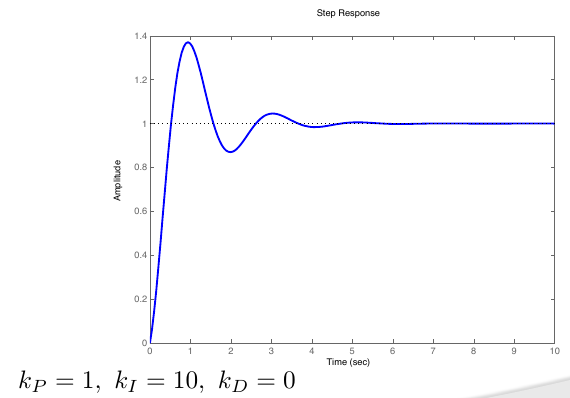 Step Response
1.4
1.2
1
0.8
0.6
0.4
0.2
0
Amplitude
0 1 2 3 4 5 6 7 8 9 10
Time (sec)
k_P = 1, k_I = 10, k_D = 0